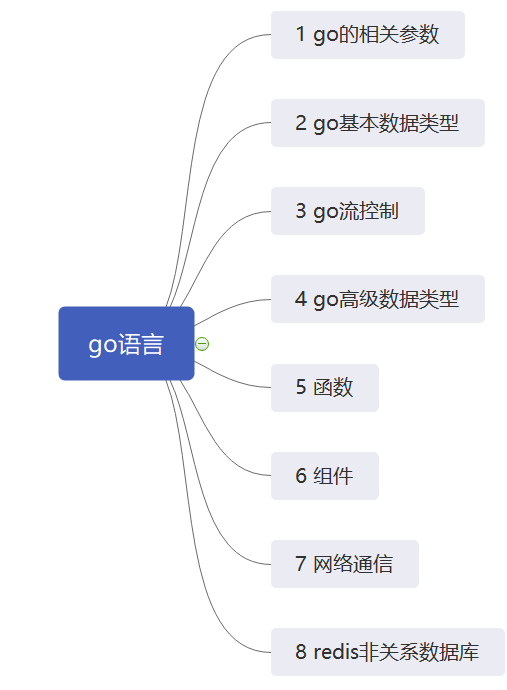 1 go的相关参数
2 go基本数据类型
3 go流控制
4 go高级数据类型
go语言
5 函数
6 组件
7 网络通信
8 redis非关系数据库